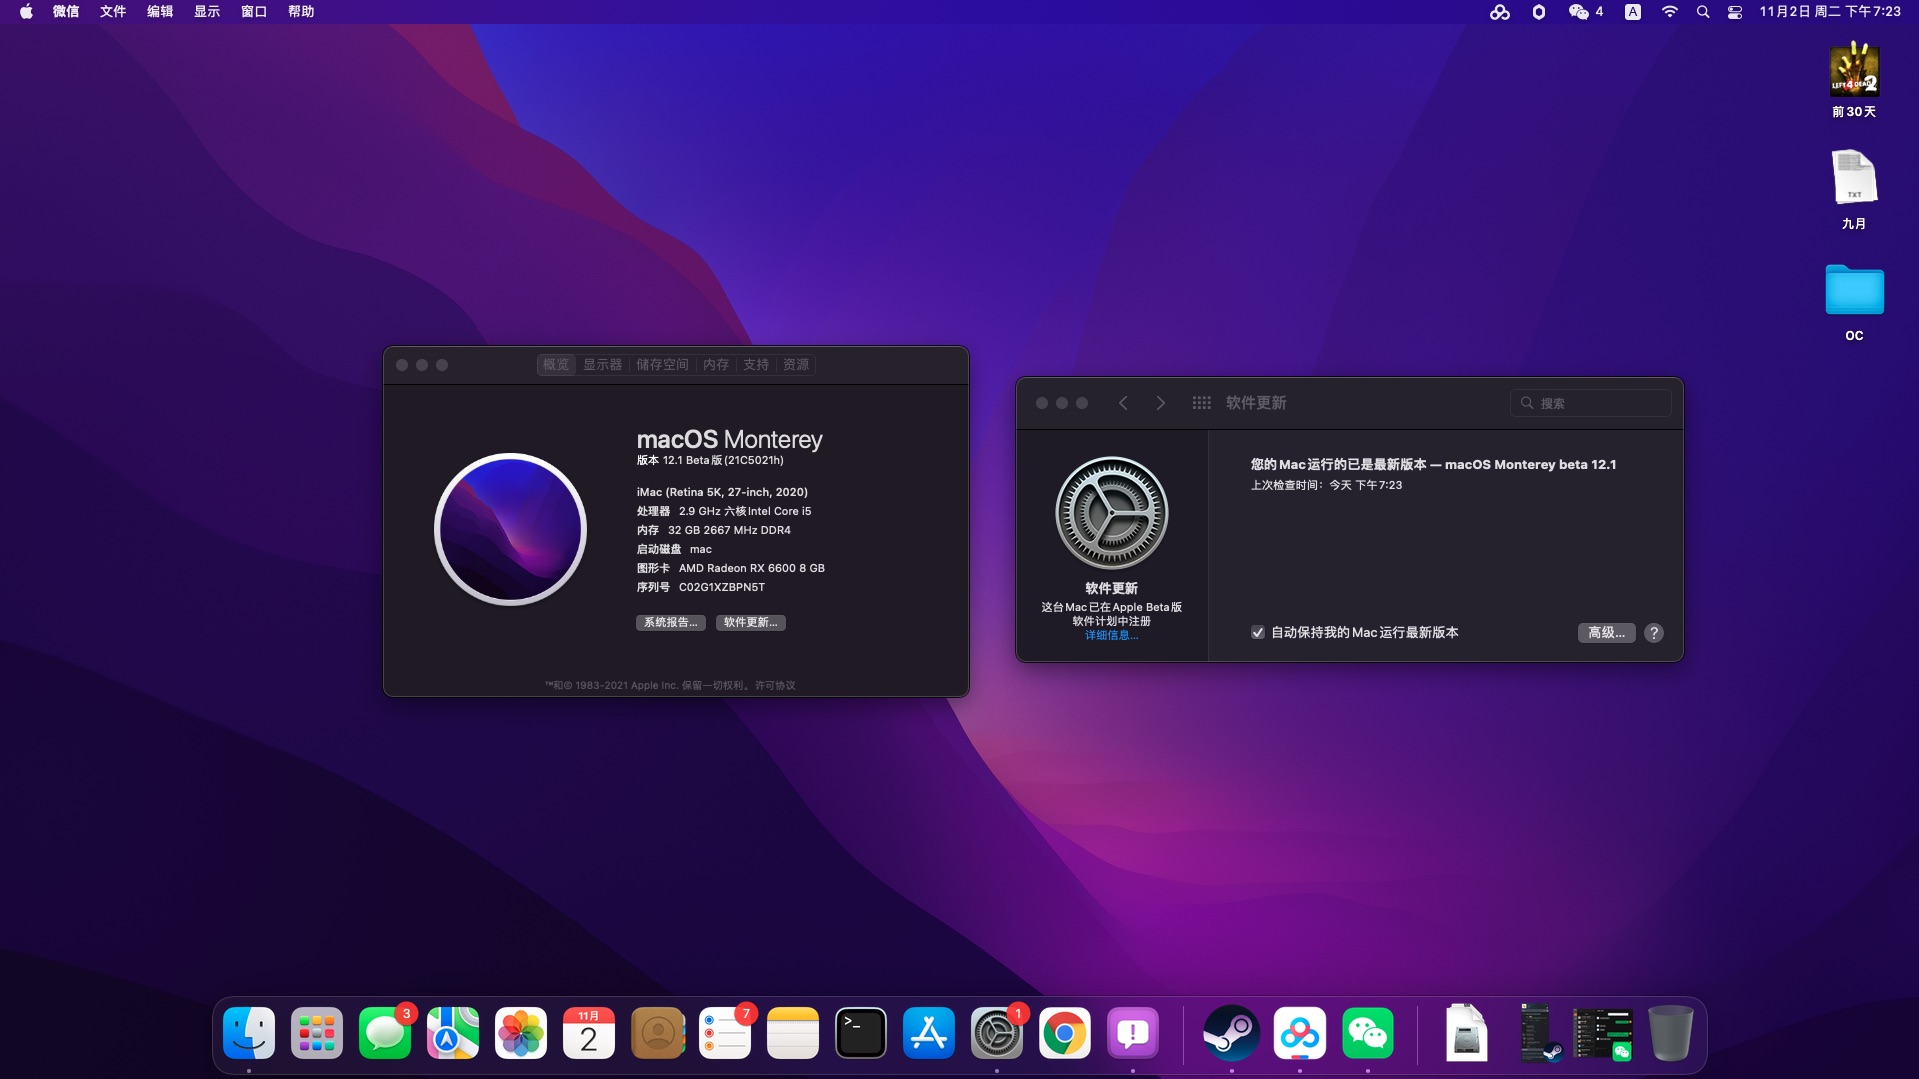 微信 文件 编辑 显示 窗口 帮助
4 A 11月2日 周二 下午7:23
LEFT 4 DEAD 2
前30天
TXT
九月
OC
概览 显示器 储存空间 内存 支持 资源
macOS Monterey
版本 12.1 Beta版 (21C5021h)
iMac (Retina 5K, 27-inch, 2020)
处理器 2.9 GHz 六核Intel Core i5
内存 32 GB 2667 MHz DDR4
启动磁盘 mac
图形卡 AMD Radeon RX 6600 8 GB
序列号 C02G1XZBPN5T
系统报告... 软件更新...
™和© 1983-2021 Apple Inc. 保留一切权利。许可协议
软件更新
搜索
软件更新
这台Mac已在Apple Beta版
软件计划中注册
详细信息...
您的Mac运行的已是最新版本 — macOS Monterey beta 12.1
上次检查时间：今天 下午7:23
自动保持我的Mac运行最新版本
高级... ?
3
11月
2
7
>_
1
!